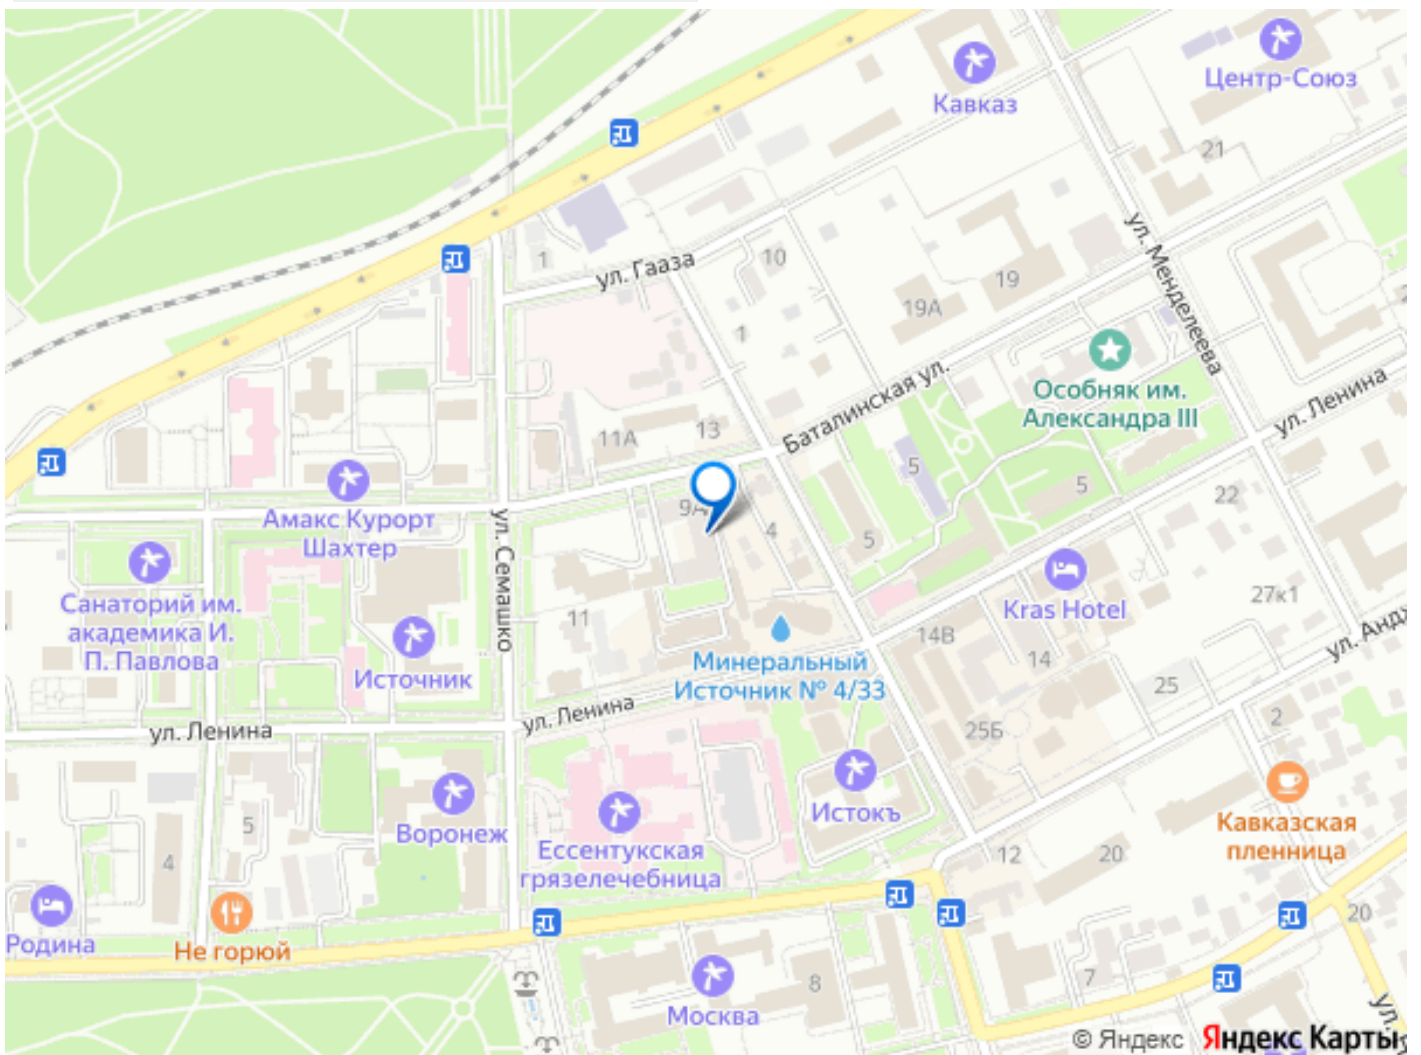 Центр-Союз
Кавказ
21
ул. Менделеева
ул. Гааза
10
1
19
19А
1
Особняк им.
Александра III
ул. Ленина
Баталинская ул.
13
11А
5
5
22
Амакс Курорт
Шахтер
ул. Семашко
9А
4
5
Санаторий им.
академика И.
П. Павлова
Kras Hotel
27к1
11
14В
Источник
Минеральный
Источник № 4/33
14
25
2
25Б
ул. Ленина
ул. Ленина
Истокъ
Воронеж
5
4
Ессентукская
грязелечебница
Кавказская
пленница
12
20
20
Родина
Не горюй
Москва
8
7
© Яндекс Яндекс Карты